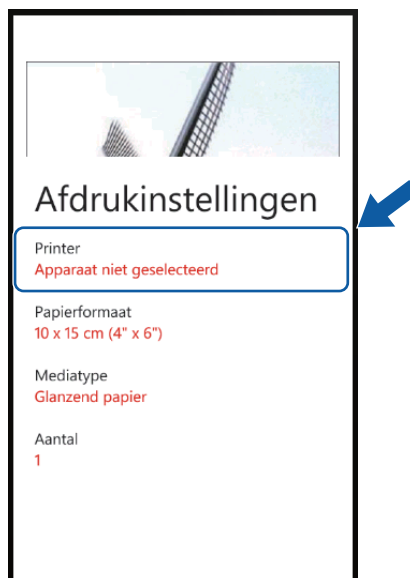 Afdrukinstellingen
Printer
Apparaat niet geselecteerd
Papierformaat
10 x 15 cm (4" x 6")
Mediatype
Glanzend papier
Aantal
1